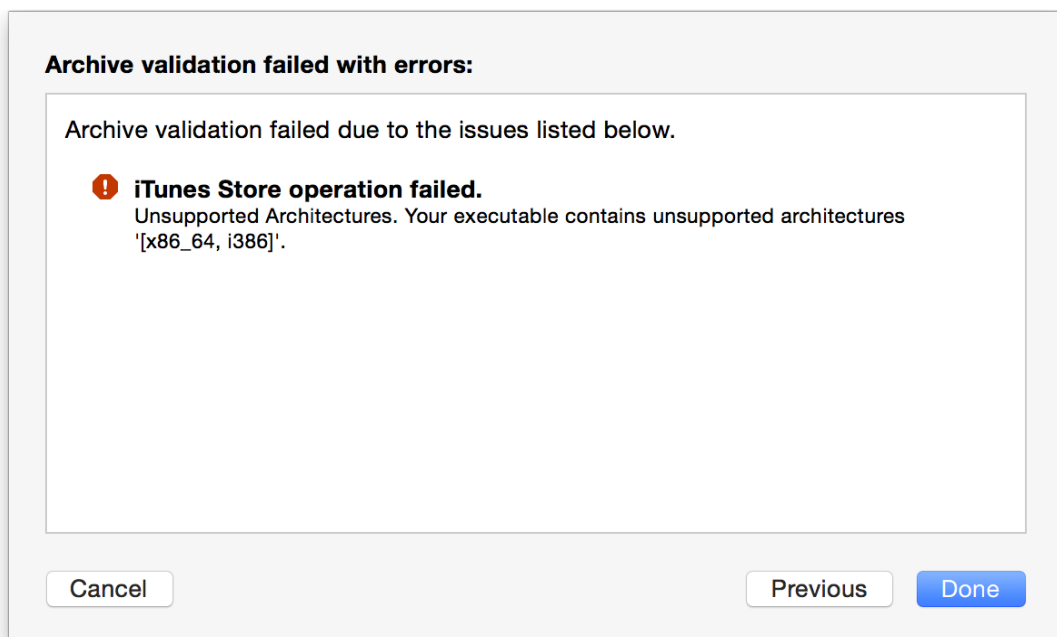 Archive validation failed with errors:
Archive validation failed due to the issues listed below.
iTunes Store operation failed.
Unsupported Architectures. Your executable contains unsupported architectures
'[x86_64, i386]'.
Cancel
Previous
Done